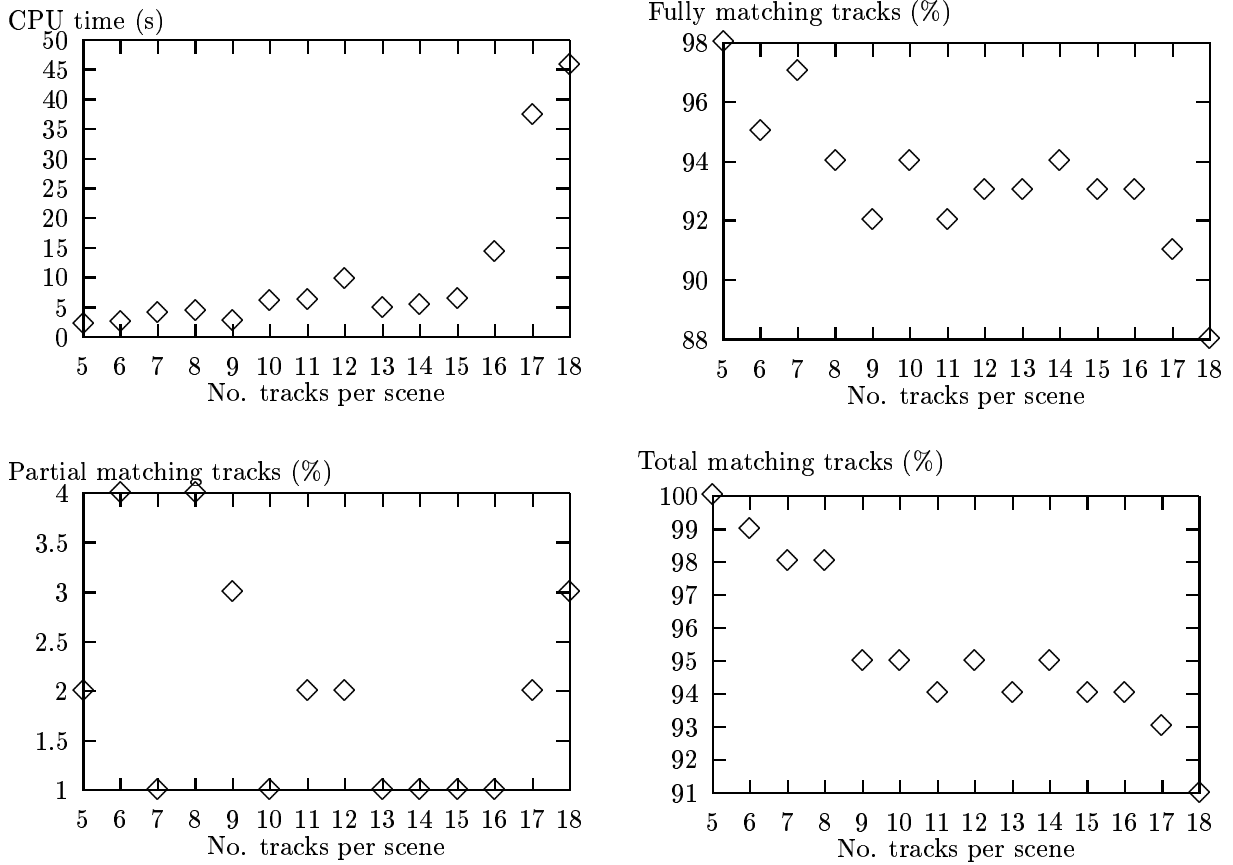 CPU time (s)
50
45
40
35
30
25
20
15
10
5
0
5 6 7 8 9 10 11 12 13 14 15 16 17 18
No. tracks per scene
Fully matching tracks (%)
98
96
94
92
90
88
5 6 7 8 9 10 11 12 13 14 15 16 17 18
No. tracks per scene
Partial matching tracks (%)
4
3.5
3
2.5
2
1.5
1
5 6 7 8 9 10 11 12 13 14 15 16 17 18
No. tracks per scene
Total matching tracks (%)
100
99
98
97
96
95
94
93
92
91
5 6 7 8 9 10 11 12 13 14 15 16 17 18
No. tracks per scene